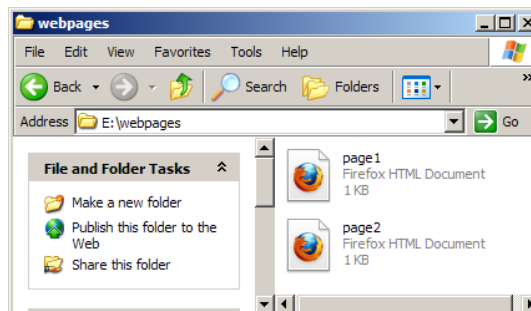 webpages
File Edit View Favorites Tools Help
Back Search Folders
Address E:\webpages Go
File and Folder Tasks
Make a new folder
Publish this folder to the
Web
Share this folder
page1
Firefox HTML Document
1 KB
page2
Firefox HTML Document
1 KB